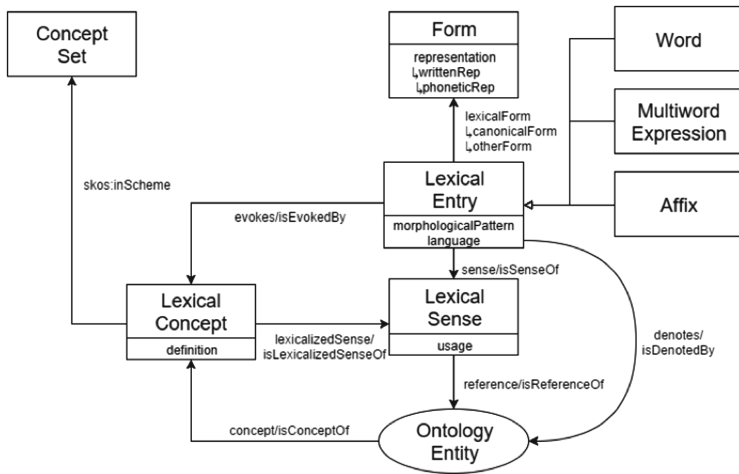 Concept
Set
Form
representation
↳writtenRep
↳phoneticRep
Word
Multiword
Expression
Affix
lexicalForm
↳canonicalForm
↳otherForm
skos:inScheme
Lexical
Entry
morphologicalPattern
language
evokes/isEvokedBy
sense/isSenseOf
Lexical
Concept
definition
lexicalizedSense/
isLexicalizedSenseOf
Lexical
Sense
usage
denotes/
isDenotedBy
reference/isReferenceOf
concept/isConceptOf
Ontology
Entity